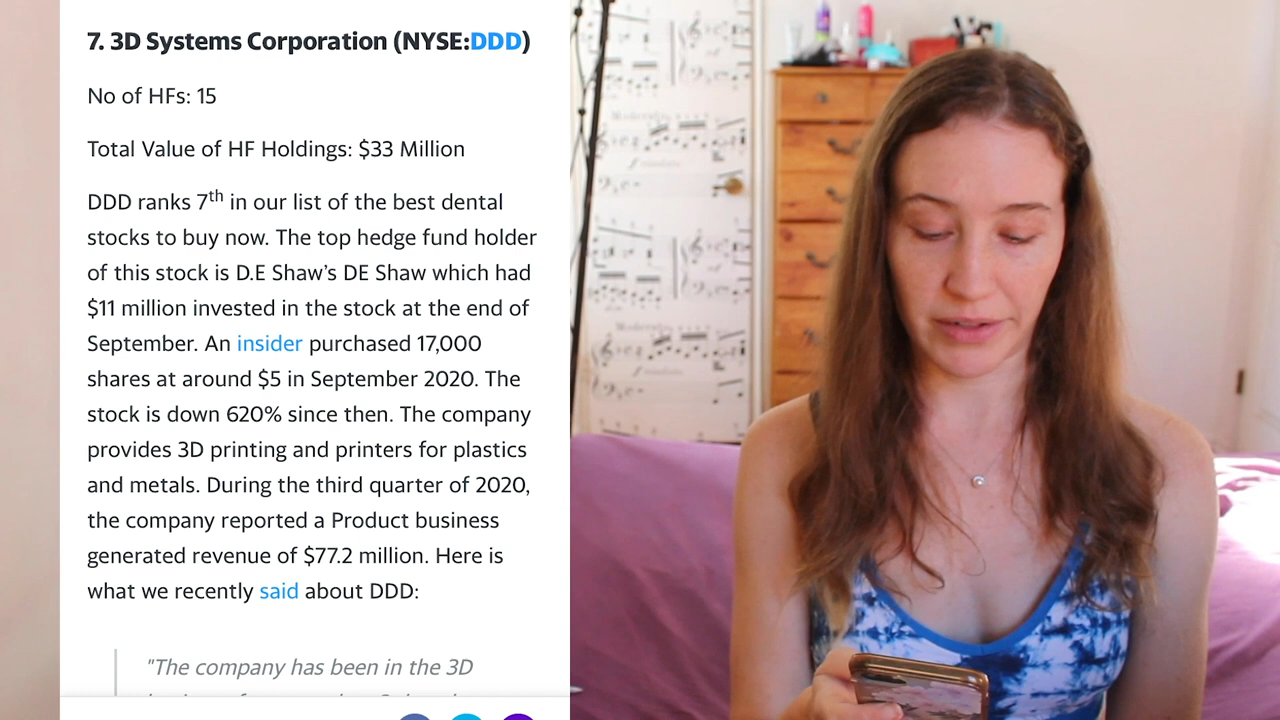 7. 3D Systems Corporation (NYSE:DDD)
No of HFs: 15
Total Value of HF Holdings: $33 Million
DDD ranks 7th in our list of the best dental
stocks to buy now. The top hedge fund holder
of this stock is D.E Shaw’s DE Shaw which had
$11 million invested in the stock at the end of
September. An insider purchased 17,000
shares at around $5 in September 2020. The
stock is down 620% since then. The company
provides 3D printing and printers for plastics
and metals. During the third quarter of 2020,
the company reported a Product business
generated revenue of $77.2 million. Here is
what we recently said about DDD:
"The company has been in the 3D